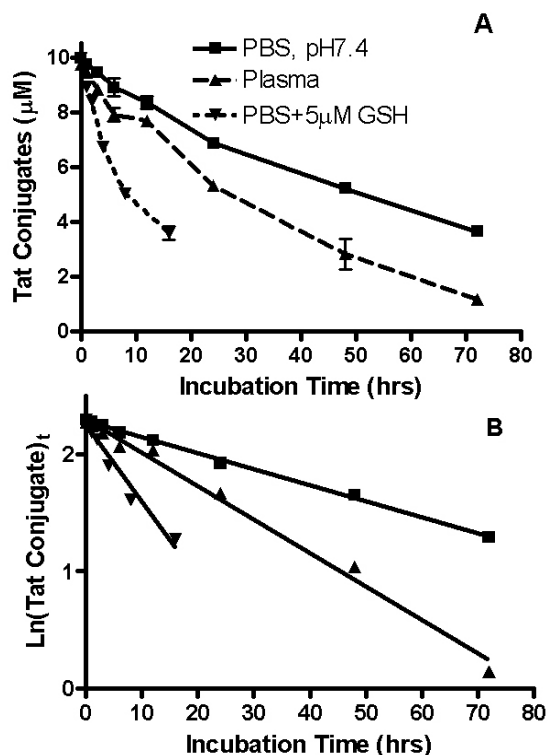 A
PBS, pH7.4
Plasma
PBS+5μM GSH
Tat Conjugates (μM)
10
8
6
4
2
0
0 10 20 30 40 50 60 70 80
Incubation Time (hrs)
B
Ln(Tat Conjugate)t
2
1
0
0 10 20 30 40 50 60 70 80
Incubation Time (hrs)